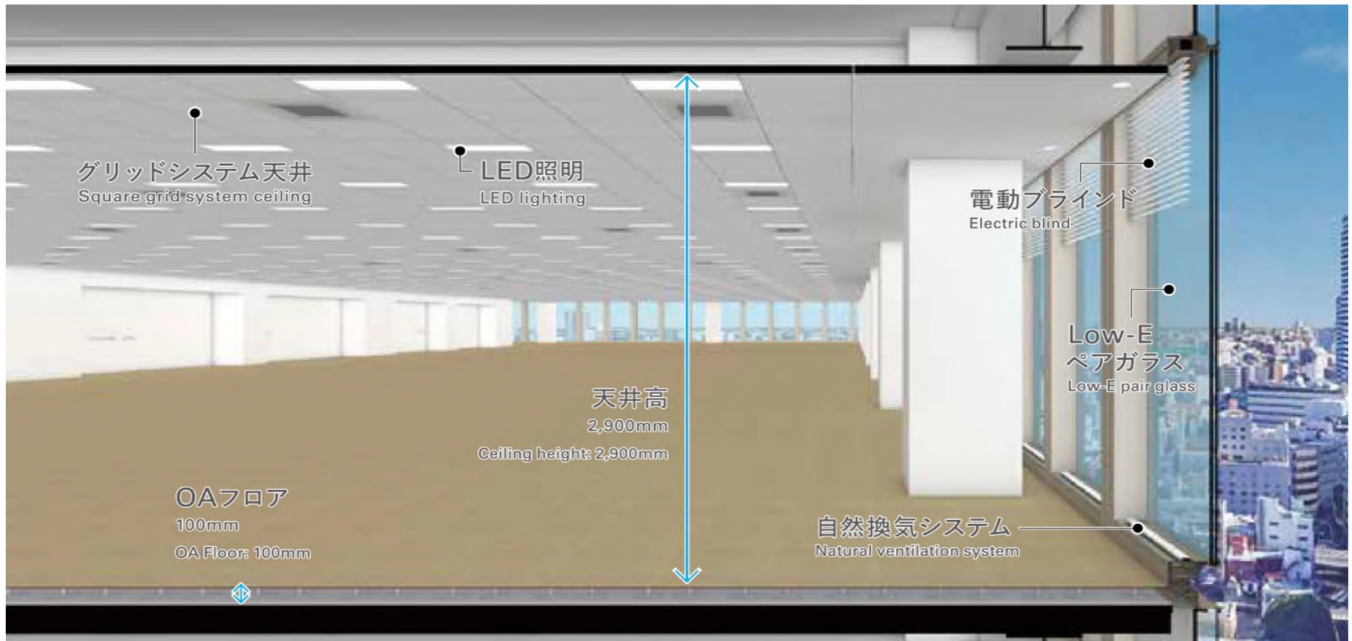 グリッドシステム天井
Square grid system ceiling
LED照明
LED lighting
電動ブラインド
Electric blind
Low-E
ペアガラス
Low-E pair glass
天井高
2,900mm
Ceiling height: 2,900mm
OAフロア
100mm
OA Floor: 100mm
自然換気システム
Natural ventilation system